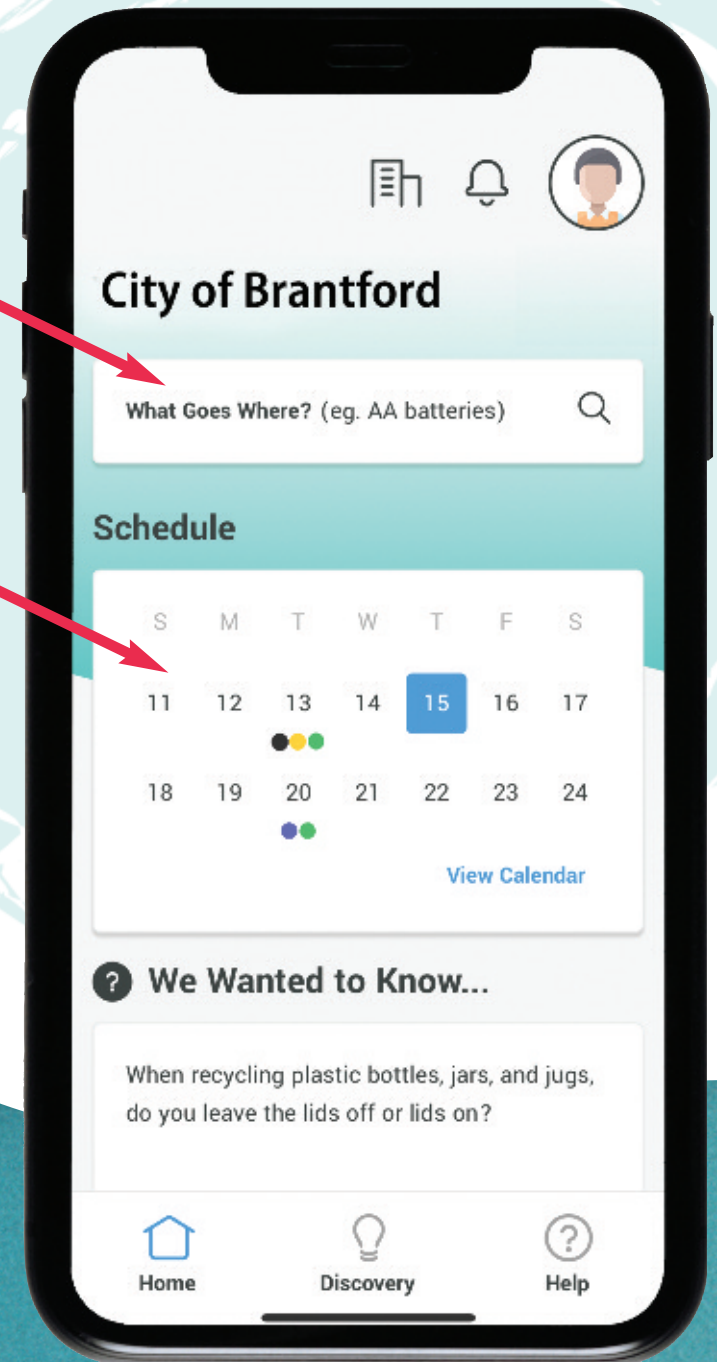 City of Brantford
What Goes Where? (eg. AA batteries)
Schedule
S M T W T F S
11 12 13 14 15 16 17
18 19 20 21 22 23 24
View Calendar
? We Wanted to Know...
When recycling plastic bottles, jars, and jugs,
do you leave the lids off or lids on?
Home Discovery ? Help